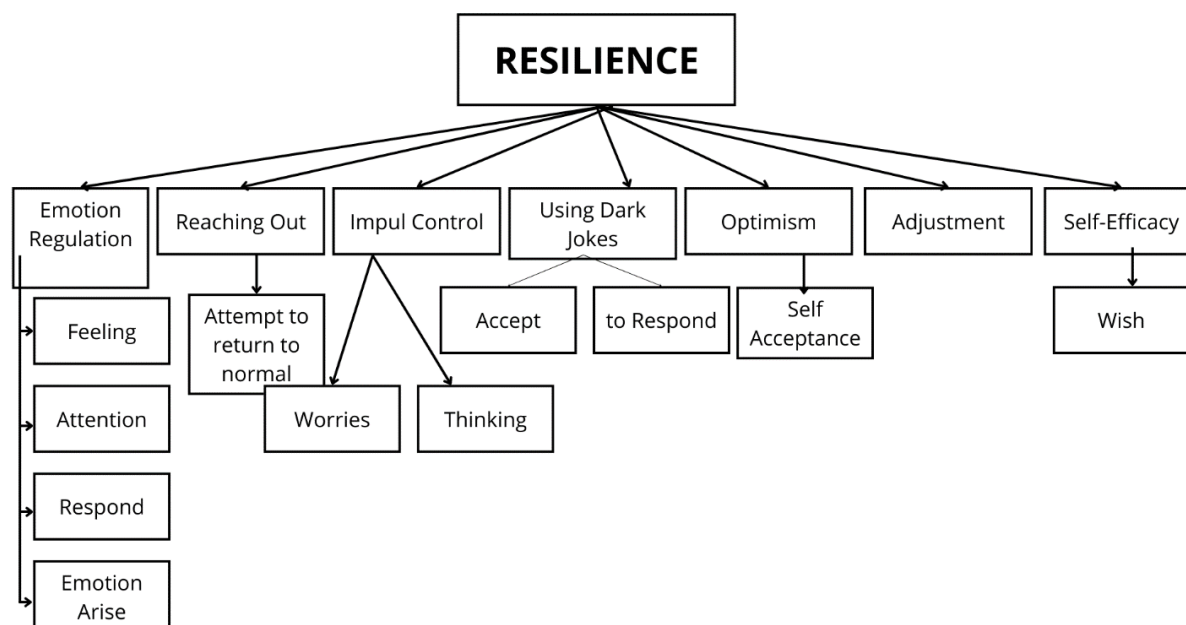 RESILIENCE
Emotion
Regulation
Reaching Out
Impul Control
Using Dark
Jokes
Optimism
Adjustment
Self-Efficacy
Feeling
Attention
Respond
Emotion
Arise
Attempt to
return to
normal
Worries
Thinking
Accept
to Respond
Self
Acceptance
Wish